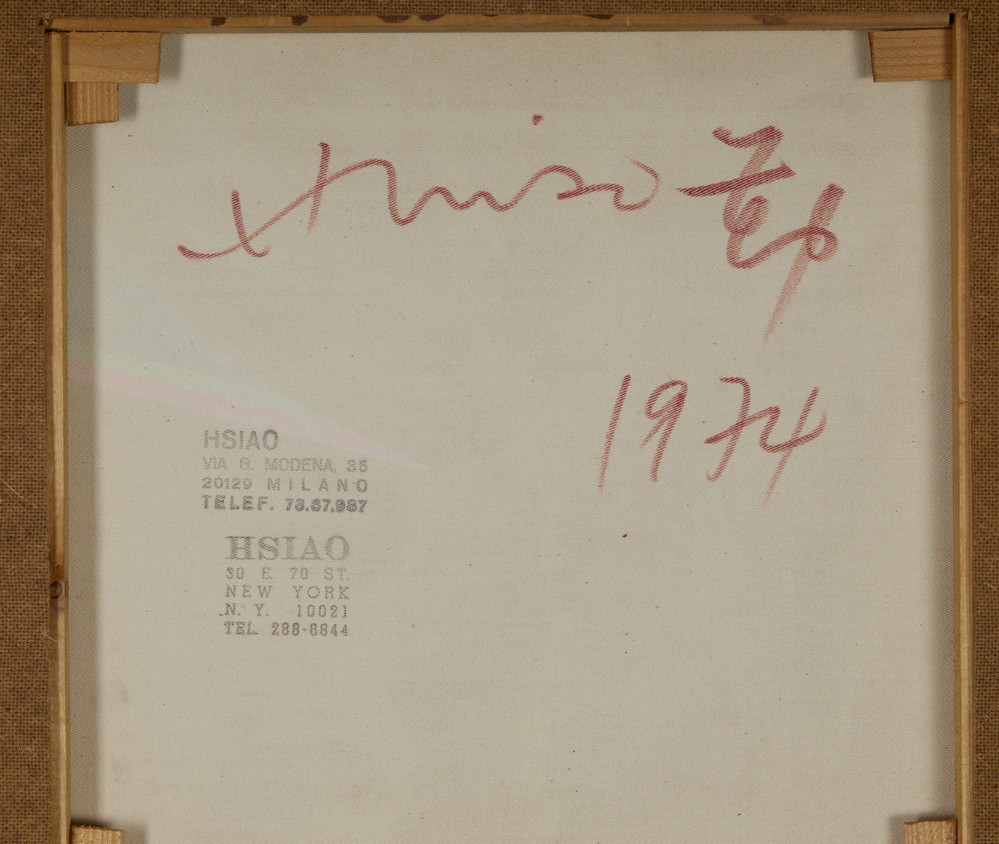 Hsiao 勤
1974
HSIAO
VIA G. MODENA, 35
20129 MILANO
TELEF. 73.67.987
HSIAO
30 E. 70 ST.
NEW YORK
N. Y. 10021
TEL. 288-8844